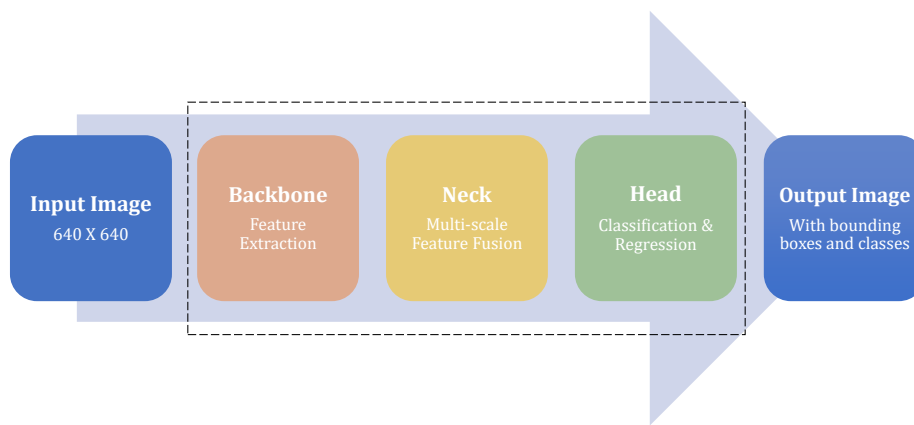 Input Image
640 X 640
Backbone
Feature
Extraction
Neck
Multi-scale
Feature Fusion
Head
Classification &
Regression
Output Image
With bounding
boxes and classes